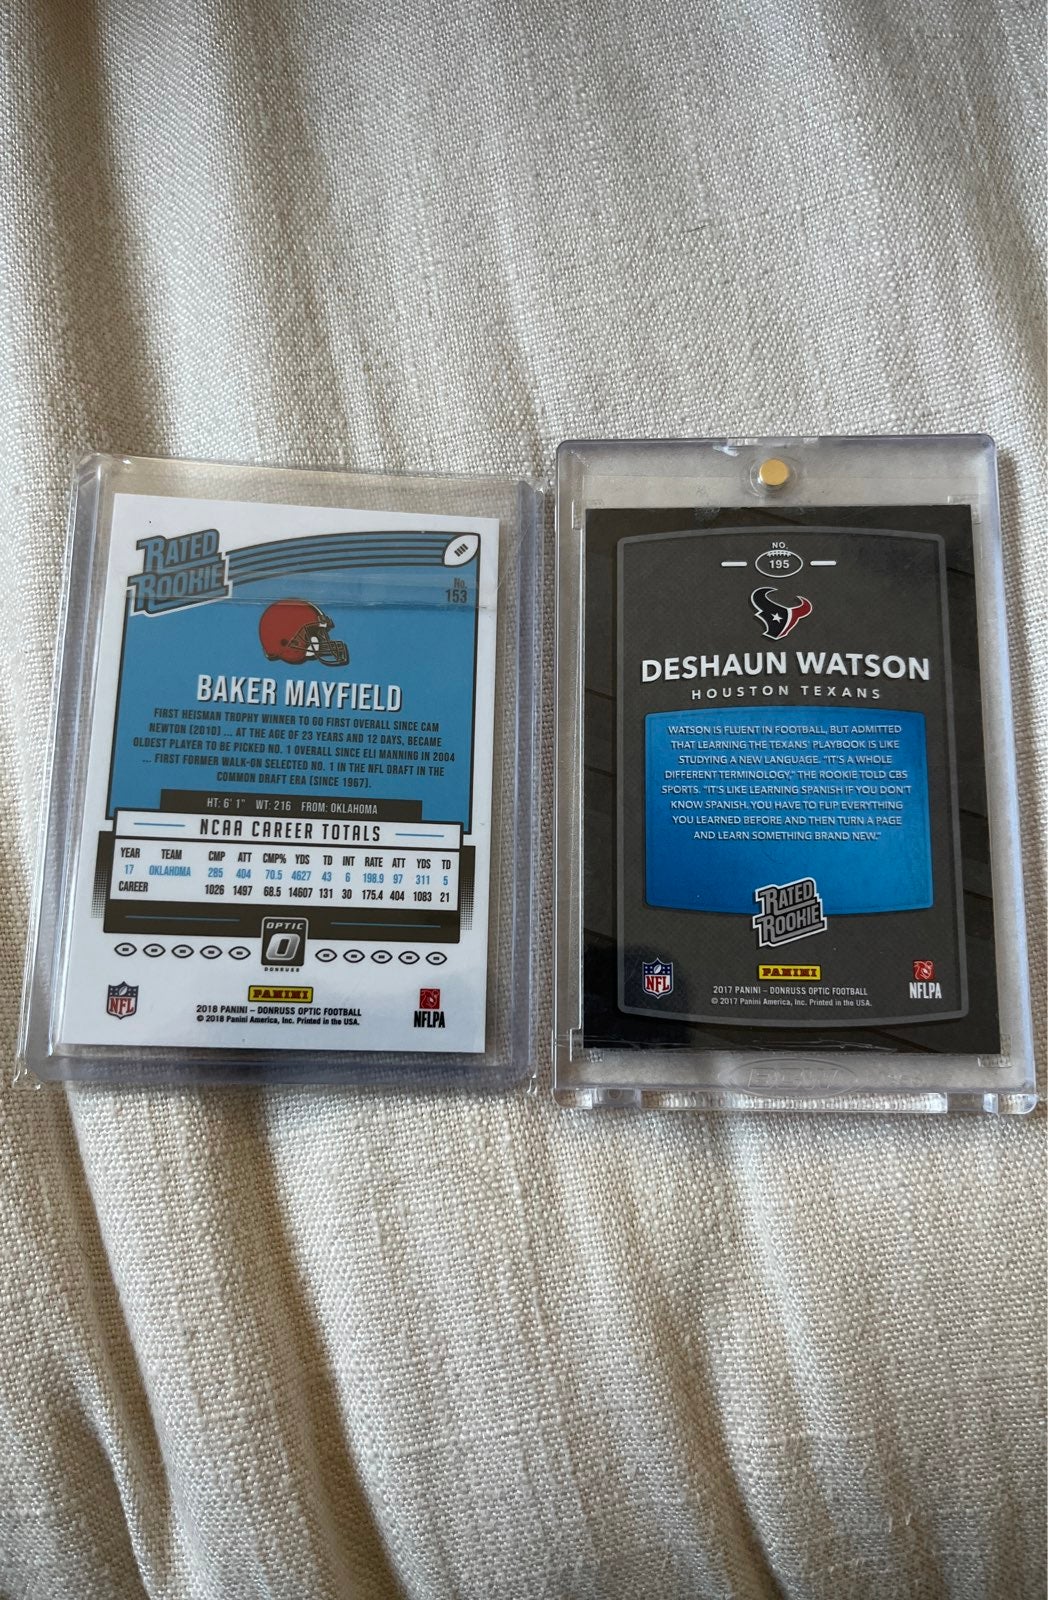 RATED
ROOKIE
No.
153
BAKER MAYFIELD
FIRST HEISMAN TROPHY WINNER TO GO FIRST OVERALL SINCE CAM
NEWTON (2010) ... AT THE AGE OF 23 YEARS AND 12 DAYS, BECAME
OLDEST PLAYER TO BE PICKED NO. 1 OVERALL SINCE ELI MANNING IN 2004
... FIRST FORMER WALK-ON SELECTED NO. 1 IN THE NFL DRAFT IN THE
COMMON DRAFT ERA (SINCE 1967).
HT: 6' 1" WT: 216 FROM: OKLAHOMA
NCAA CAREER TOTALS
YEAR TEAM CMP ATT CMP% YDS TD INT RATE ATT YDS TD
17 OKLAHOMA 285 404 70.5 4627 43 6 198.9 97 311 5
CAREER 1026 1497 68.5 14607 131 30 175.4 404 1083 21
OPTIC
DONRUSS
NFL
PANINI
2018 PANINI – DONRUSS OPTIC FOOTBALL
© 2018 Panini America, Inc. Printed in the USA.
NFLPA
NO.
195
DESHAUN WATSON
HOUSTON TEXANS
WATSON IS FLUENT IN FOOTBALL, BUT ADMITTED
THAT LEARNING THE TEXANS' PLAYBOOK IS LIKE
STUDYING A NEW LANGUAGE. "IT'S A WHOLE
DIFFERENT TERMINOLOGY," THE ROOKIE TOLD CBS
SPORTS. "IT'S LIKE LEARNING SPANISH IF YOU DON'T
KNOW SPANISH. YOU HAVE TO FLIP EVERYTHING
YOU LEARNED BEFORE AND THEN TURN A PAGE
AND LEARN SOMETHING BRAND NEW."
RATED
ROOKIE
NFL
PANINI
2017 PANINI – DONRUSS OPTIC FOOTBALL
© 2017 Panini America, Inc. Printed in the USA.
NFLPA